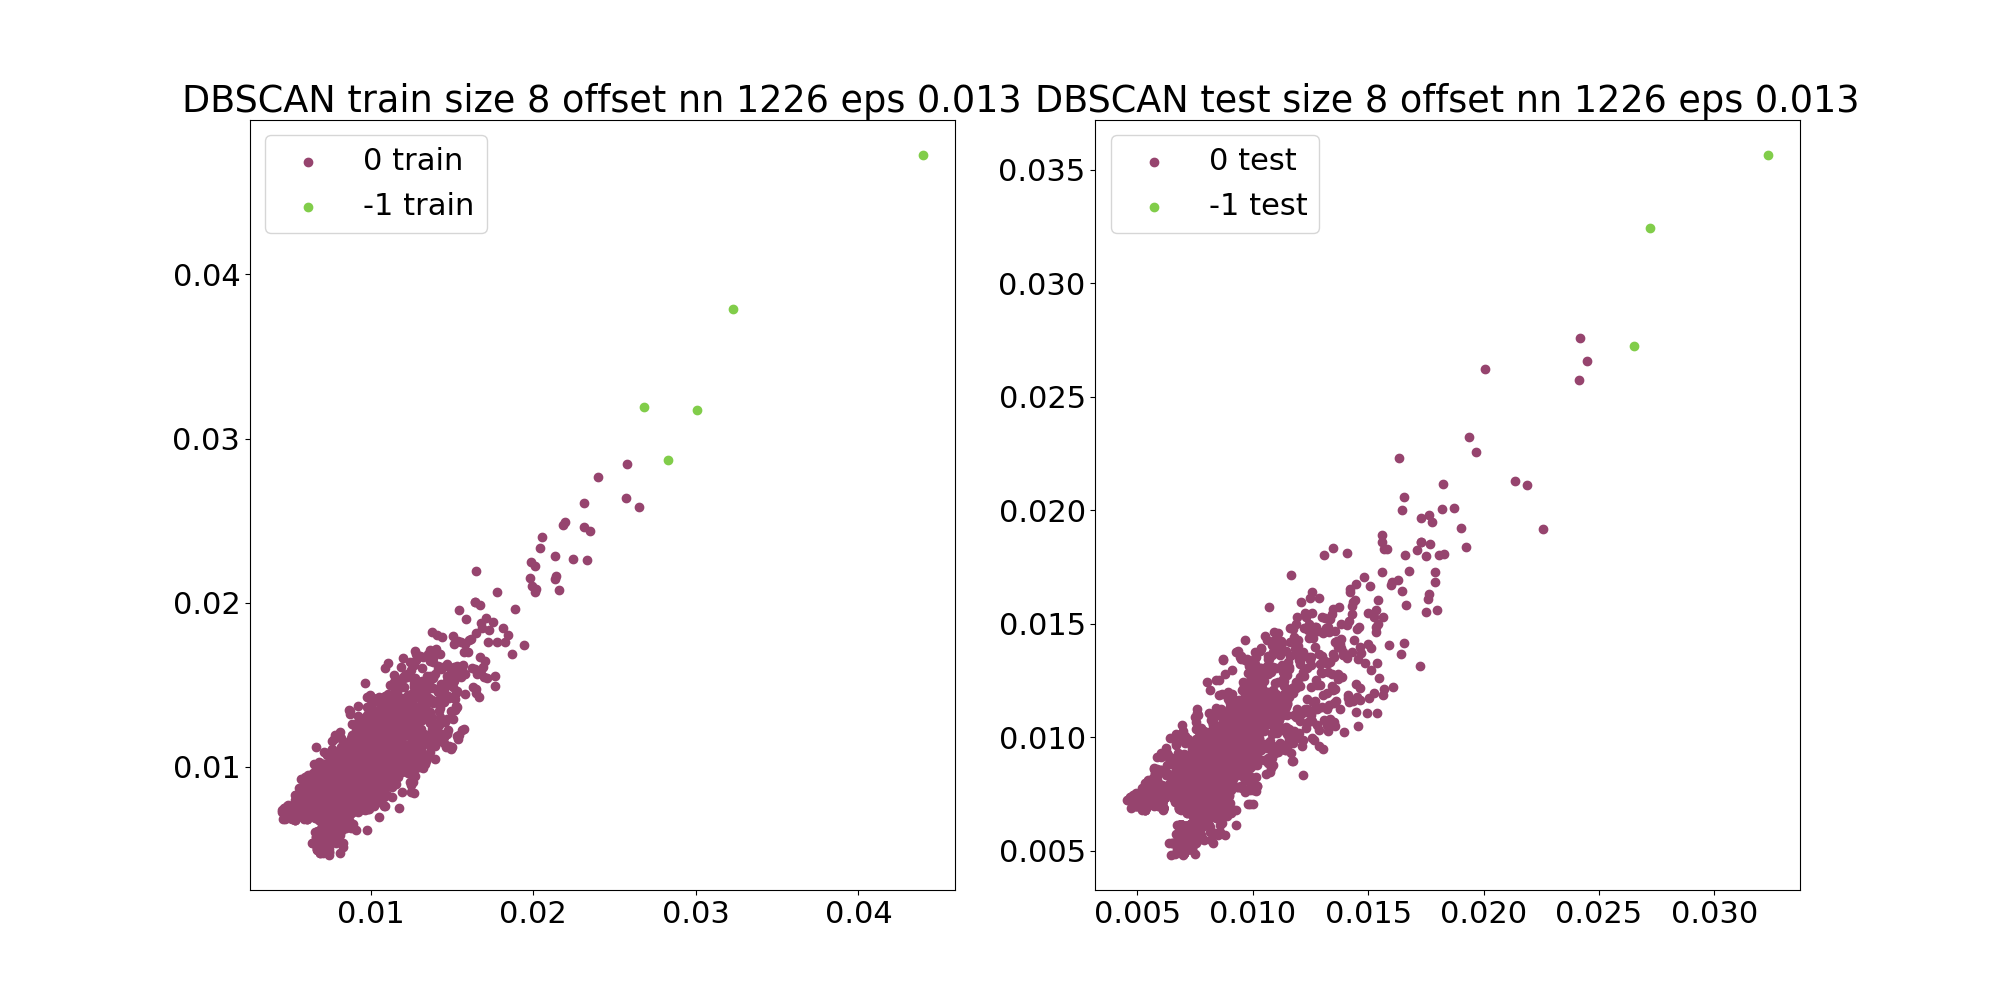 DBSCAN train size 8 offset nn 1226 eps 0.013
0 train
-1 train
0.04
0.03
0.02
0.01
0.01 0.02 0.03 0.04
DBSCAN test size 8 offset nn 1226 eps 0.013
0 test
-1 test
0.035
0.030
0.025
0.020
0.015
0.010
0.005
0.005 0.010 0.015 0.020 0.025 0.030